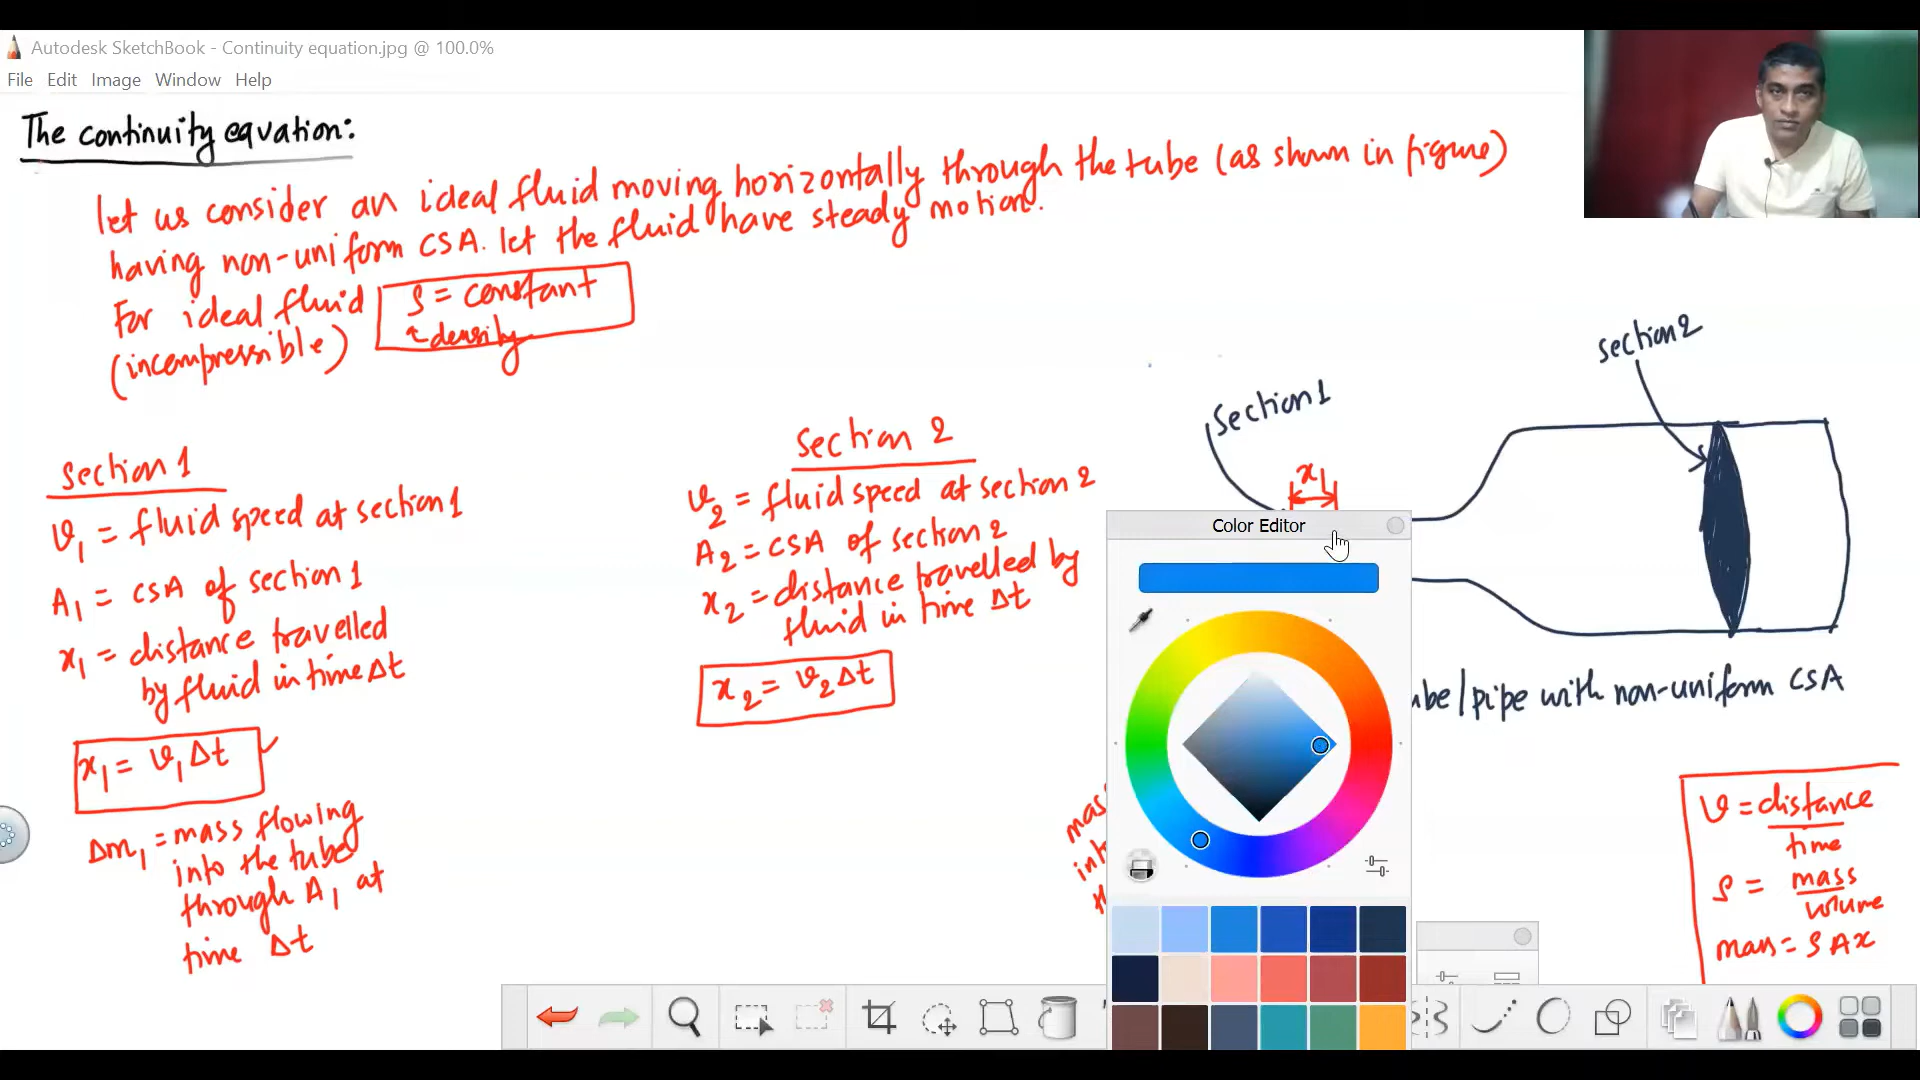 Autodesk SketchBook - Continuity equation.jpg @ 100.0%
File Edit Image Window Help
The continuity equation:
let us consider an ideal fluid moving horizontally through the tube (as shown in figure)
having non-uniform CSA. let the fluid have steady motion.
For ideal fluid
(incompressible)
ρ = constant
density
Section 1
v₁ = fluid speed at section 1
A₁ = CSA of section 1
x₁ = distance travelled
by fluid in time Δt
x₁ = v₁Δt
Δm₁ = mass flowing
into the tube
through A₁ at
time Δt
Section 2
v₂ = fluid speed at section 2
A₂ = CSA of section 2
x₂ = distance travelled by
fluid in time Δt
x₂ = v₂Δt
Section 1
section 2
x₁
Color Editor
ube/pipe with non-uniform CSA
mas
int
th
v = distance
time
ρ = mass
volume
mass = ρAx